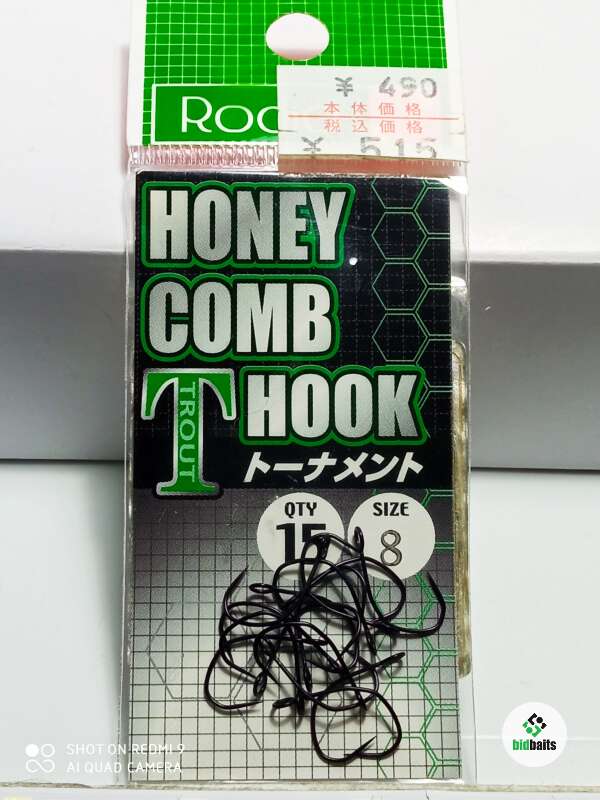 ¥ 490
本体価格
税込価格
¥ 515
HONEY
COMB
T HOOK
TROUT
トーナメント
QTY
15
SIZE
8
SHOT ON REDMI 9
AI QUAD CAMERA
bidbaits